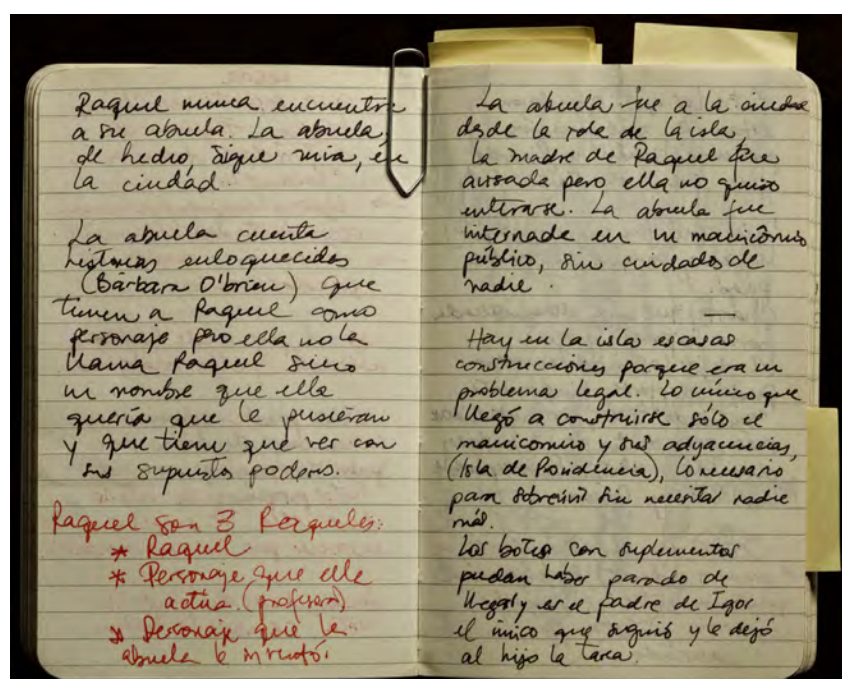 Raquel nunca encuentra
a su abuela. La abuela,
de hecho, sigue viva, en
la ciudad.
La abuela cuenta
historias enloquecidas
(Bárbara O'brien) que
tienen a Raquel como
personaje pero ella no la
llama Raquel sino
un nombre que ella
quería que le pusieran
y que tiene que ver con
sus supuestos poderes.
Raquel son 3 Raqueles:
* Raquel
* Personaje que ella
actúa (profesora)
* Personaje que la
abuela le inventó.
La abuela fue a la ciudad
desde la isla de la isla,
la madre de Raquel fue
avisada pero ella no quiso
enterarse. La abuela fue
internada en un manicomio
público, sin cuidados de
nadie.
Hay en la isla escasas
construcciones porque era un
problema legal. Lo único que
llegó a construirse sólo el
manicomio y sus adyacencias,
(Isla de Providencia), lo necesario
para sobrevivir sin necesitar nadie
más.
Los botes con suplementos
pudan haber parado de
llegar y es el padre de Igor
el único que siguió y le dejó
al hijo la tarea.